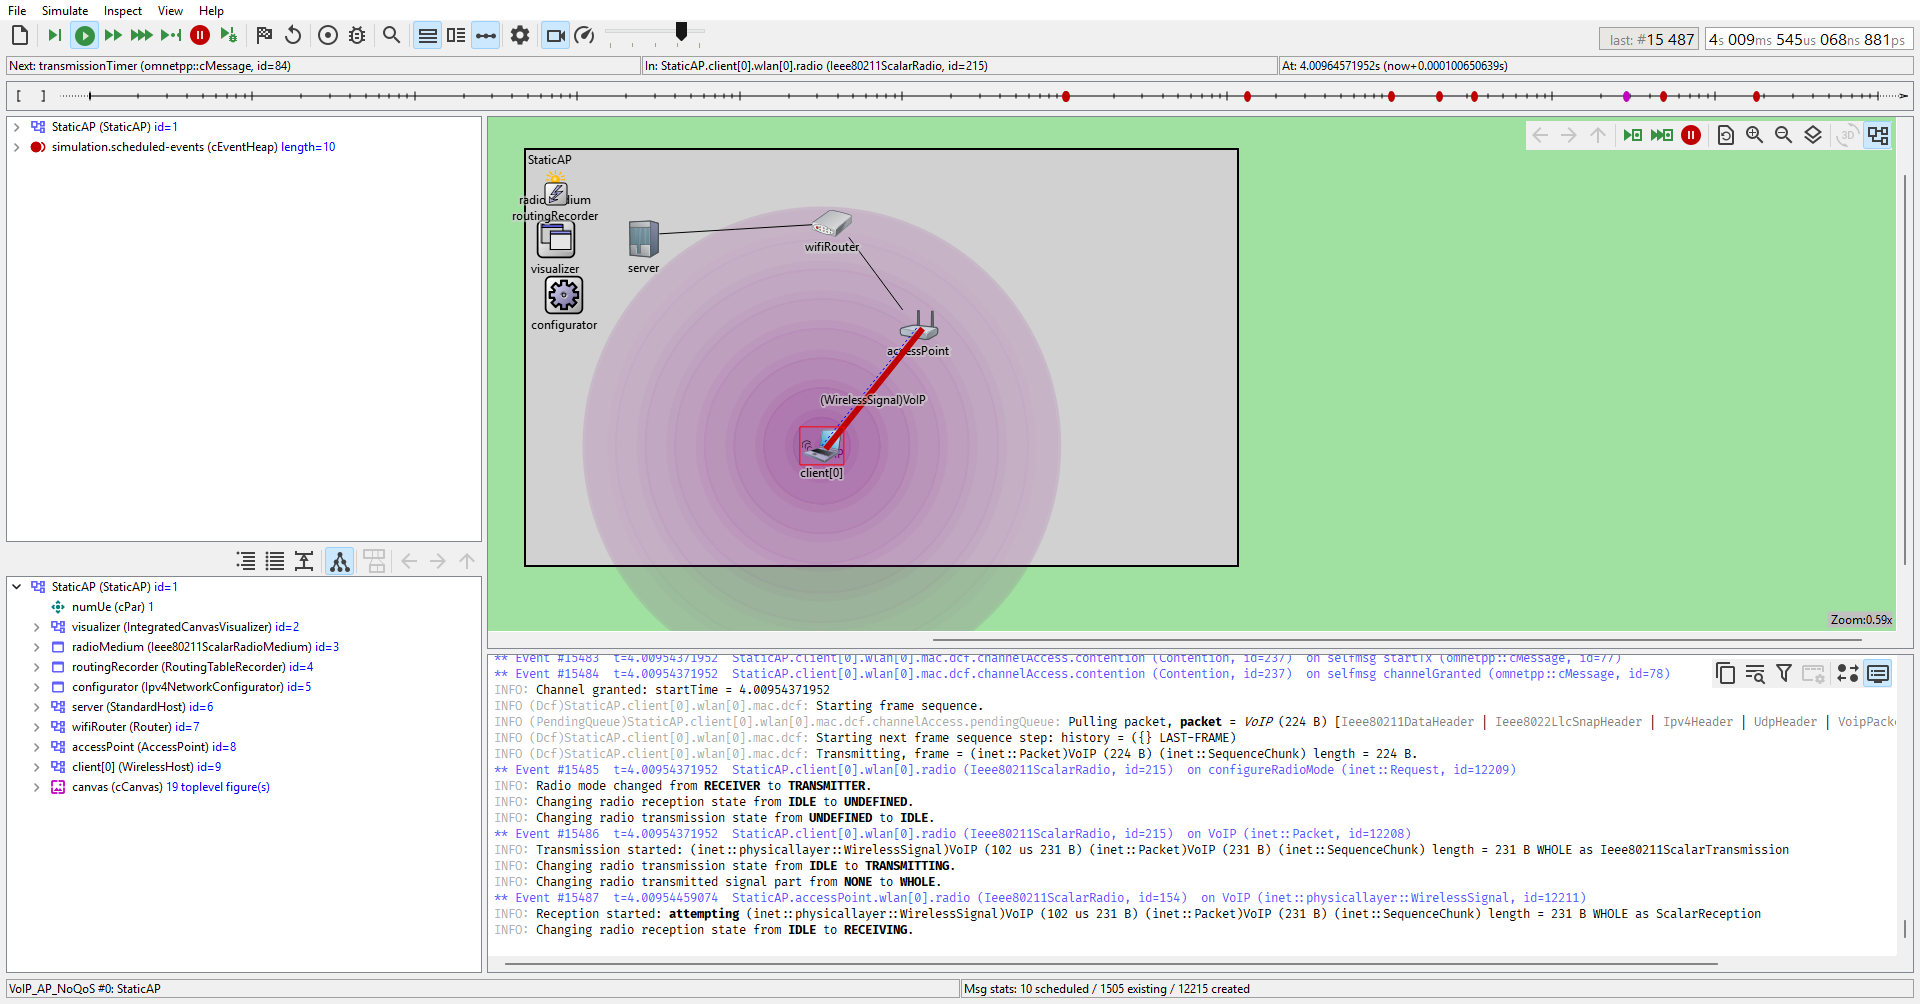 File Simulate Inspect View Help
last: #15 487
4s 009ms 545us 068ns 881ps
Next: transmissionTimer (omnetpp::cMessage, id=84)
In: StaticAP.client[0].wlan[0].radio (Ieee80211ScalarRadio, id=215)
At: 4.00964571952s (now+0.000100650639s)
[ ]
StaticAP (StaticAP) id=1
simulation.scheduled-events (cEventHeap) length=10
3D
StaticAP
routingRecorder
visualizer
configurator
server
wifiRouter
accessPoint
(WirelessSignal)VoIP
client[0]
Zoom:0.59x
StaticAP (StaticAP) id=1
numUe (cPar) 1
visualizer (IntegratedCanvasVisualizer) id=2
radioMedium (Ieee80211ScalarRadioMedium) id=3
routingRecorder (RoutingTableRecorder) id=4
configurator (Ipv4NetworkConfigurator) id=5
server (StandardHost) id=6
wifiRouter (Router) id=7
accessPoint (AccessPoint) id=8
client[0] (WirelessHost) id=9
canvas (cCanvas) 19 toplevel figure(s)
** Event #15483 t=4.00954371952 StaticAP.client[0].wlan[0].mac.dcf.channelAccess.contention (Contention, id=237) on selfmsg startTx (omnetpp::cMessage, id=77)
** Event #15484 t=4.00954371952 StaticAP.client[0].wlan[0].mac.dcf.channelAccess.contention (Contention, id=237) on selfmsg channelGranted (omnetpp::cMessage, id=78)
INFO: Channel granted: startTime = 4.00954371952
INFO (Dcf)StaticAP.client[0].wlan[0].mac.dcf: Starting frame sequence.
INFO (PendingQueue)StaticAP.client[0].wlan[0].mac.dcf.channelAccess.pendingQueue: Pulling packet, packet = VoIP (224 B) [Ieee80211DataHeader | Ieee8022LlcSnapHeader | Ipv4Header | UdpHeader | VoipPacke
INFO (Dcf)StaticAP.client[0].wlan[0].mac.dcf: Starting next frame sequence step: history = ({} LAST-FRAME)
INFO (Dcf)StaticAP.client[0].wlan[0].mac.dcf: Transmitting, frame = (inet::Packet)VoIP (224 B) (inet::SequenceChunk) length = 224 B.
** Event #15485 t=4.00954371952 StaticAP.client[0].wlan[0].radio (Ieee80211ScalarRadio, id=215) on configureRadioMode (inet::Request, id=12209)
INFO: Radio mode changed from RECEIVER to TRANSMITTER.
INFO: Changing radio reception state from IDLE to UNDEFINED.
INFO: Changing radio transmission state from UNDEFINED to IDLE.
** Event #15486 t=4.00954371952 StaticAP.client[0].wlan[0].radio (Ieee80211ScalarRadio, id=215) on VoIP (inet::Packet, id=12208)
INFO: Transmission started: (inet::physicallayer::WirelessSignal)VoIP (102 us 231 B) (inet::Packet)VoIP (231 B) (inet::SequenceChunk) length = 231 B WHOLE as Ieee80211ScalarTransmission
INFO: Changing radio transmission state from IDLE to TRANSMITTING.
INFO: Changing radio transmitted signal part from NONE to WHOLE.
** Event #15487 t=4.00954459074 StaticAP.accessPoint.wlan[0].radio (Ieee80211ScalarRadio, id=154) on VoIP (inet::physicallayer::WirelessSignal, id=12211)
INFO: Reception started: attempting (inet::physicallayer::WirelessSignal)VoIP (102 us 231 B) (inet::Packet)VoIP (231 B) (inet::SequenceChunk) length = 231 B WHOLE as ScalarReception
INFO: Changing radio reception state from IDLE to RECEIVING.
VoIP_AP_NoQoS #0: StaticAP
Msg stats: 10 scheduled / 1505 existing / 12215 created